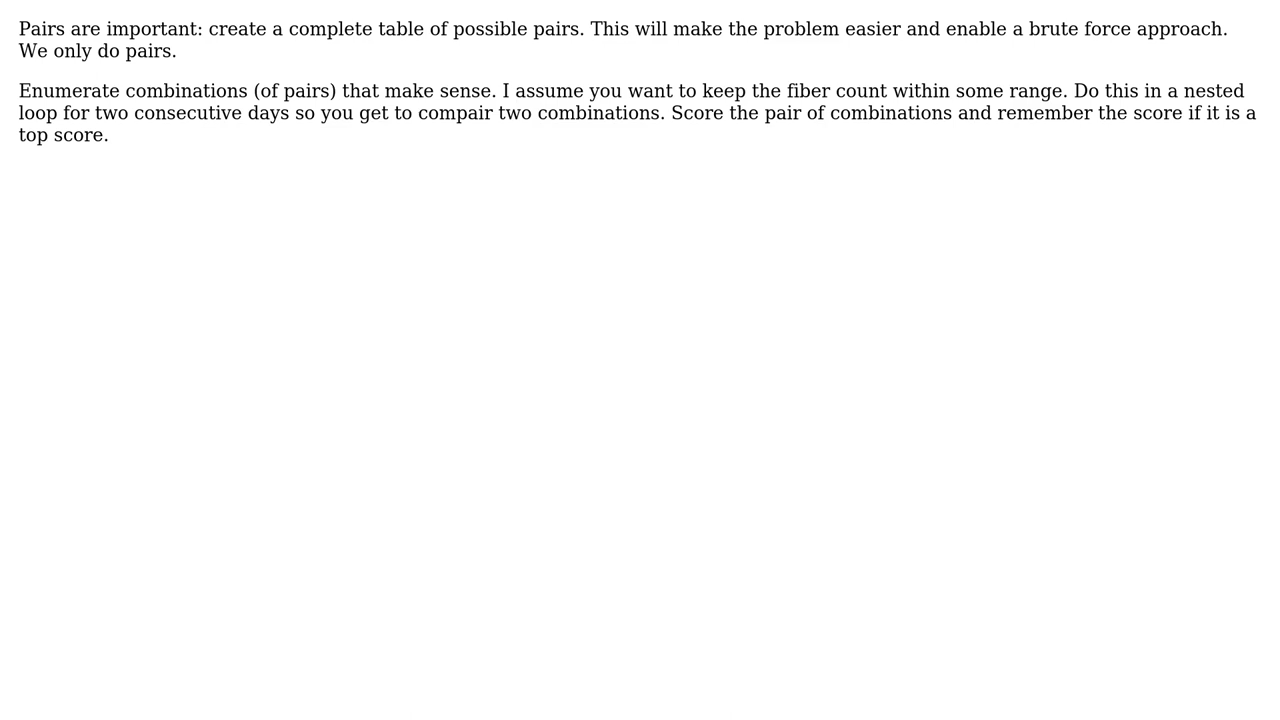 Pairs are important: create a complete table of possible pairs. This will make the problem easier and enable a brute force approach.
We only do pairs.
Enumerate combinations (of pairs) that make sense. I assume you want to keep the fiber count within some range. Do this in a nested
loop for two consecutive days so you get to compair two combinations. Score the pair of combinations and remember the score if it is a
top score.